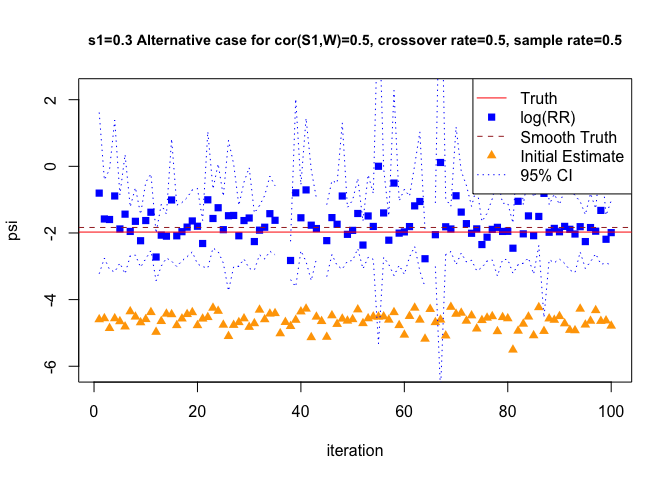 s1=0.3 Alternative case for cor(S1,W)=0.5, crossover rate=0.5, sample rate=0.5
Truth
log(RR)
Smooth Truth
Initial Estimate
95% CI
psi
2
0
-2
-4
-6
0 20 40 60 80 100
iteration